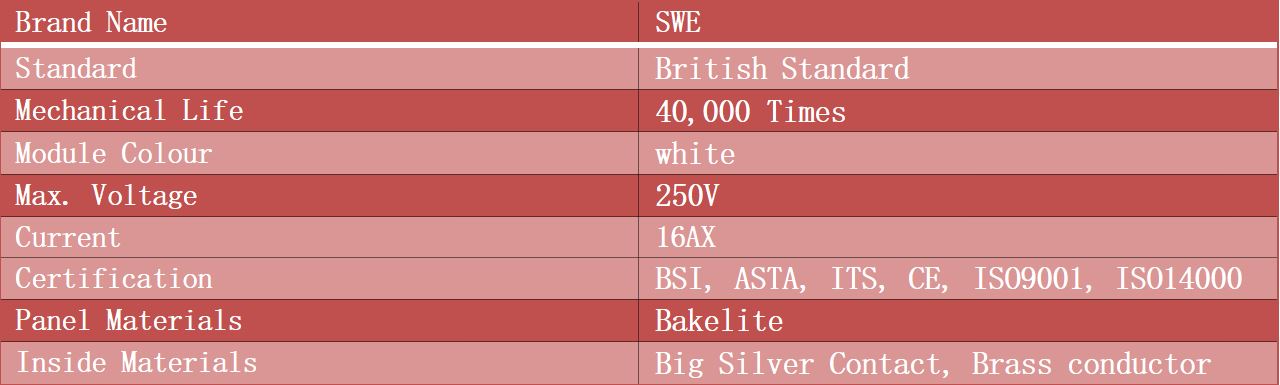 Brand Name SWE
Standard British Standard
Mechanical Life 40,000 Times
Module Colour white
Max. Voltage 250V
Current 16AX
Certification BSI, ASTA, ITS, CE, ISO9001, ISO14000
Panel Materials Bakelite
Inside Materials Big Silver Contact, Brass conductor